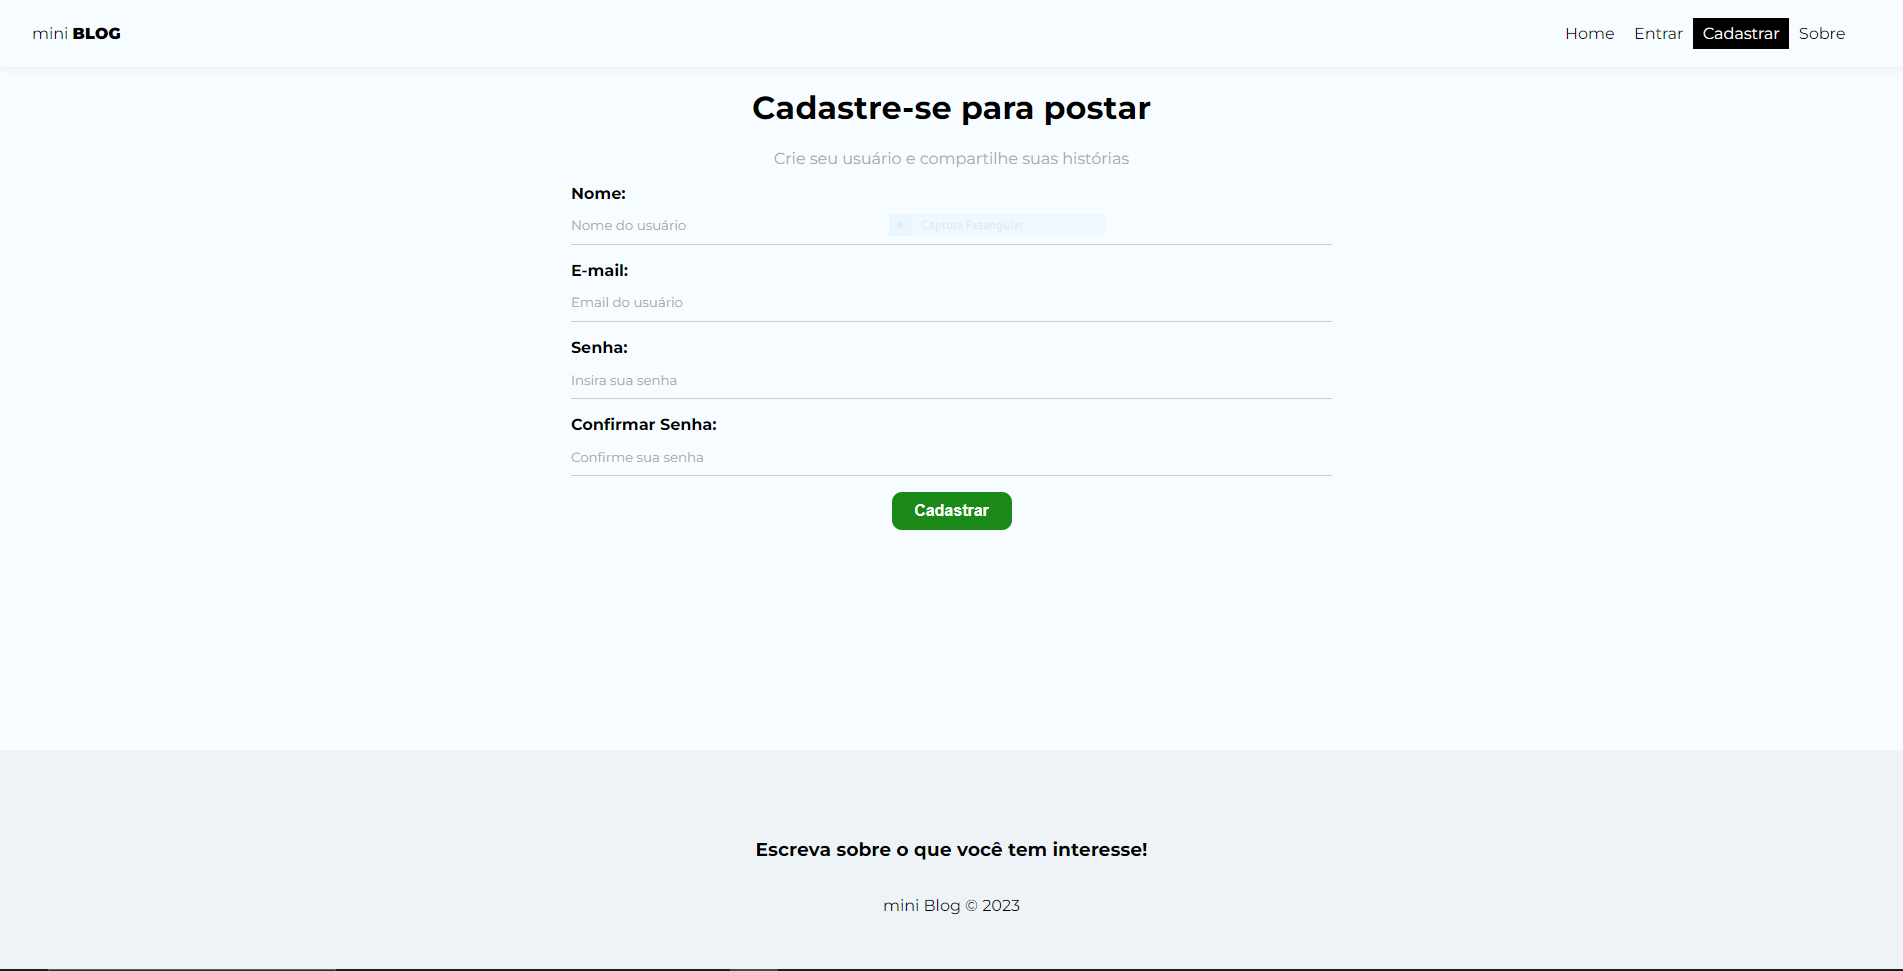 mini BLOG
Home Entrar Cadastrar Sobre
Cadastre-se para postar
Crie seu usuário e compartilhe suas histórias
Nome:
Nome do usuário
Captura Retangular
E-mail:
Email do usuário
Senha:
Insira sua senha
Confirmar Senha:
Confirme sua senha
Cadastrar
Escreva sobre o que você tem interesse!
mini Blog © 2023